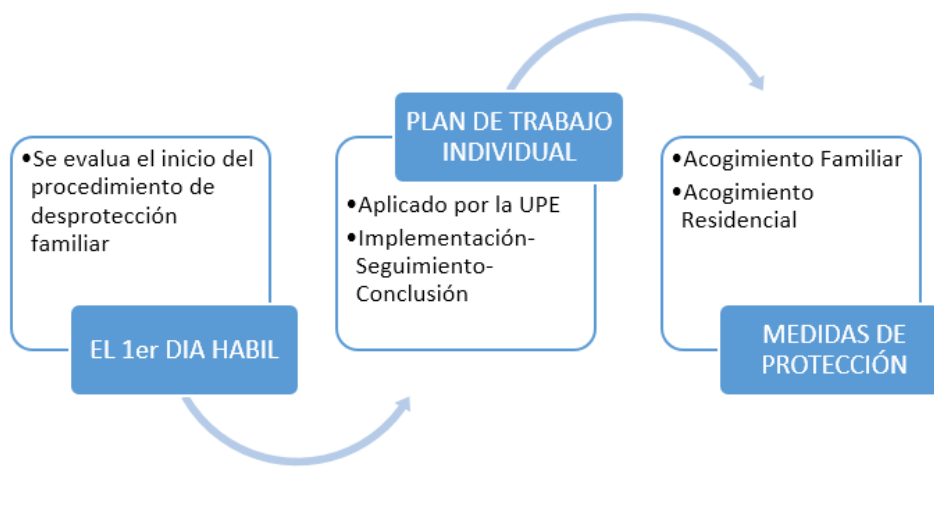 •Se evalua el inicio del
procedimiento de
desprotección
familiar
EL 1er DIA HABIL
PLAN DE TRABAJO
INDIVIDUAL
•Aplicado por la UPE
•Implementación-
Seguimiento-
Conclusión
•Acogimiento Familiar
•Acogimiento
Residencial
MEDIDAS DE
PROTECCIÓN